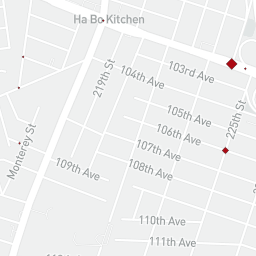 Ha Bo Kitchen
103rd Ave
104th Ave
219th St
105th Ave
225th St.
106th Ave
Monterey St
107th Ave
109th Ave
108th Ave
110th Ave
111th Ave